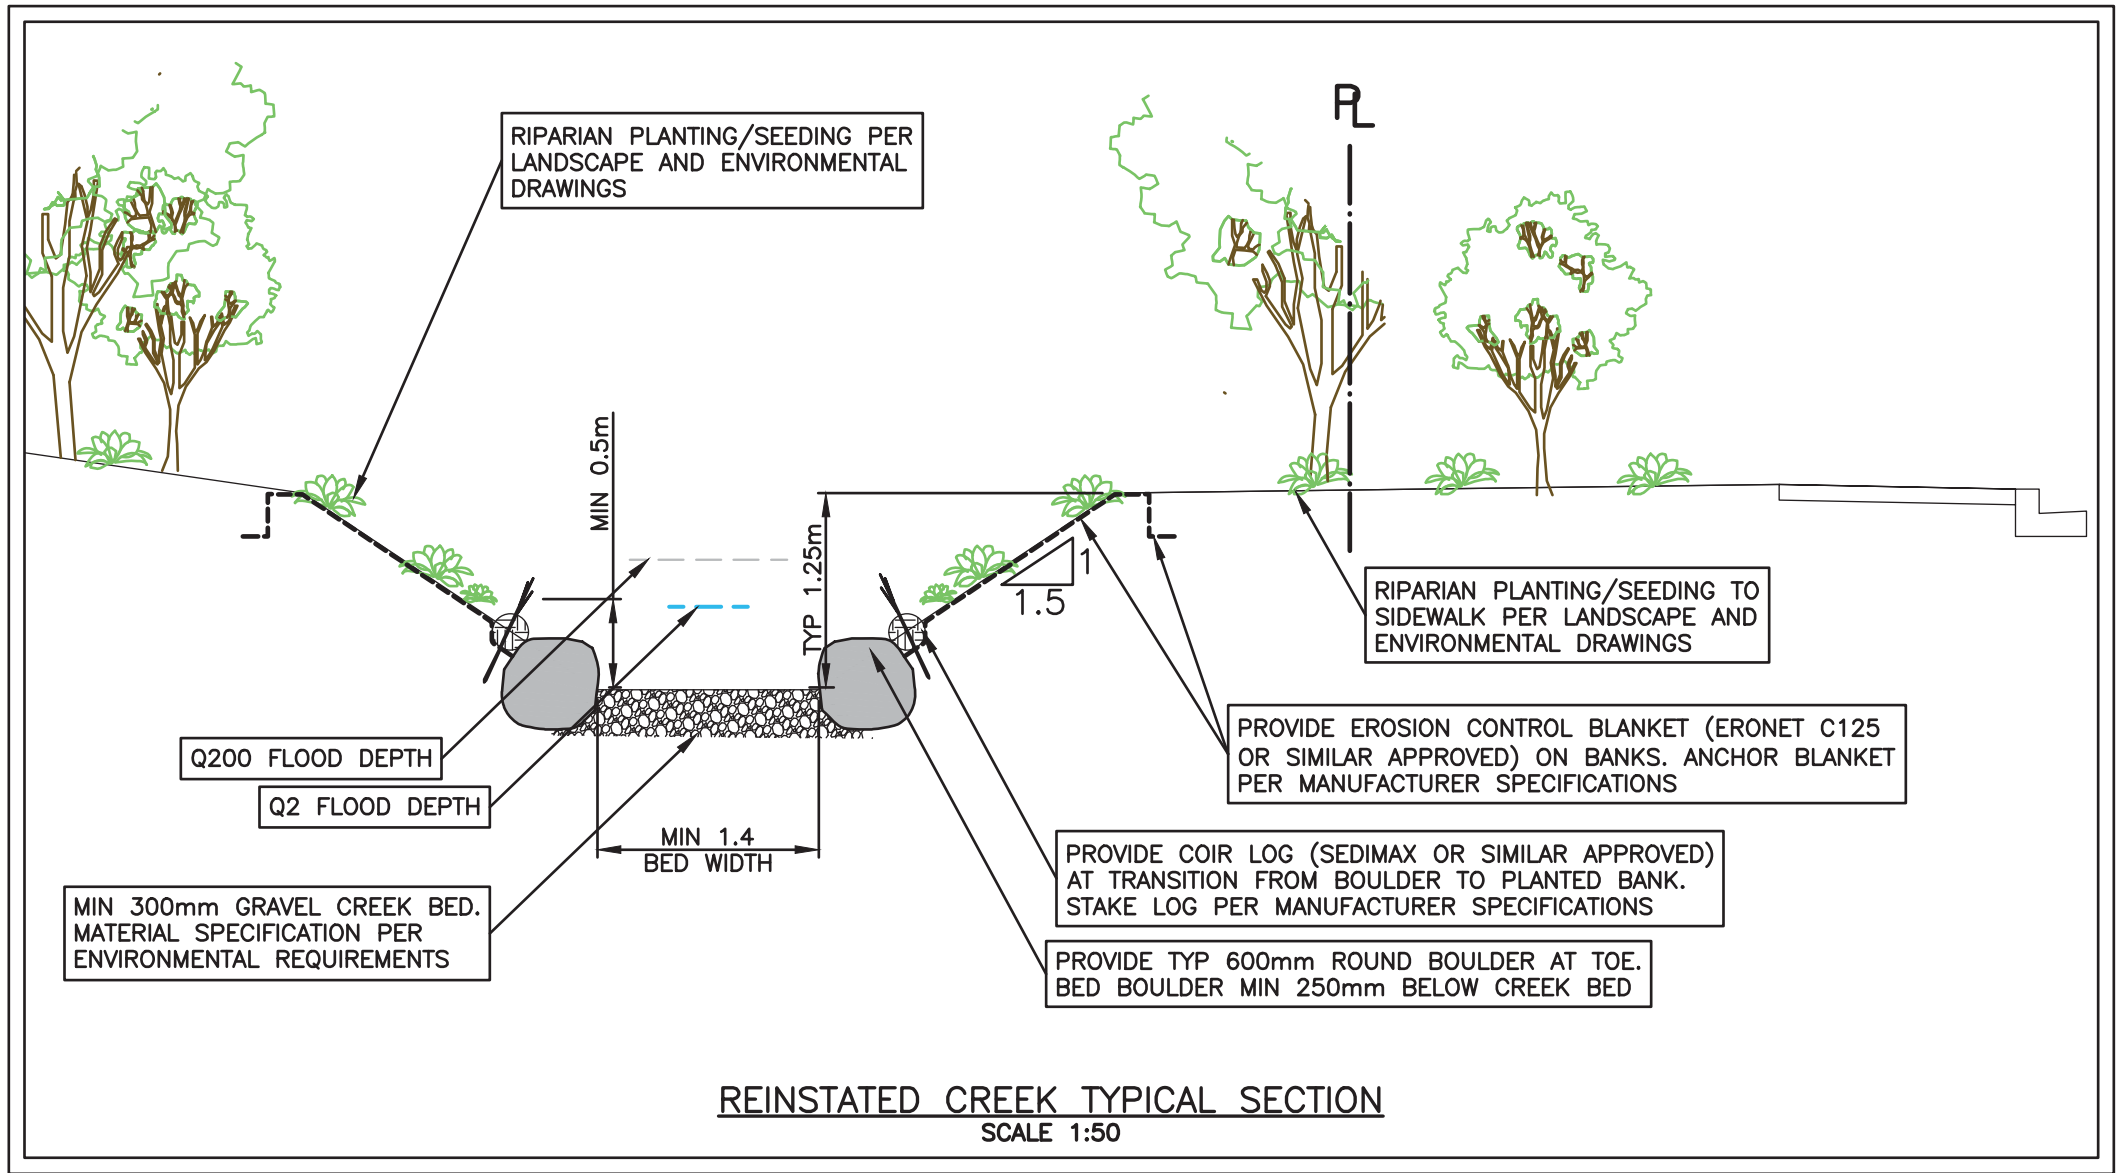 PL
RIPARIAN PLANTING/SEEDING PER
LANDSCAPE AND ENVIRONMENTAL
DRAWINGS
MIN 0.5m
TYP 1.25m
1
1.5
RIPARIAN PLANTING/SEEDING TO
SIDEWALK PER LANDSCAPE AND
ENVIRONMENTAL DRAWINGS
PROVIDE EROSION CONTROL BLANKET (ERONET C125
OR SIMILAR APPROVED) ON BANKS. ANCHOR BLANKET
PER MANUFACTURER SPECIFICATIONS
Q200 FLOOD DEPTH
Q2 FLOOD DEPTH
MIN 1.4
BED WIDTH
PROVIDE COIR LOG (SEDIMAX OR SIMILAR APPROVED)
AT TRANSITION FROM BOULDER TO PLANTED BANK.
STAKE LOG PER MANUFACTURER SPECIFICATIONS
MIN 300mm GRAVEL CREEK BED.
MATERIAL SPECIFICATION PER
ENVIRONMENTAL REQUIREMENTS
PROVIDE TYP 600mm ROUND BOULDER AT TOE.
BED BOULDER MIN 250mm BELOW CREEK BED
REINSTATED CREEK TYPICAL SECTION
SCALE 1:50